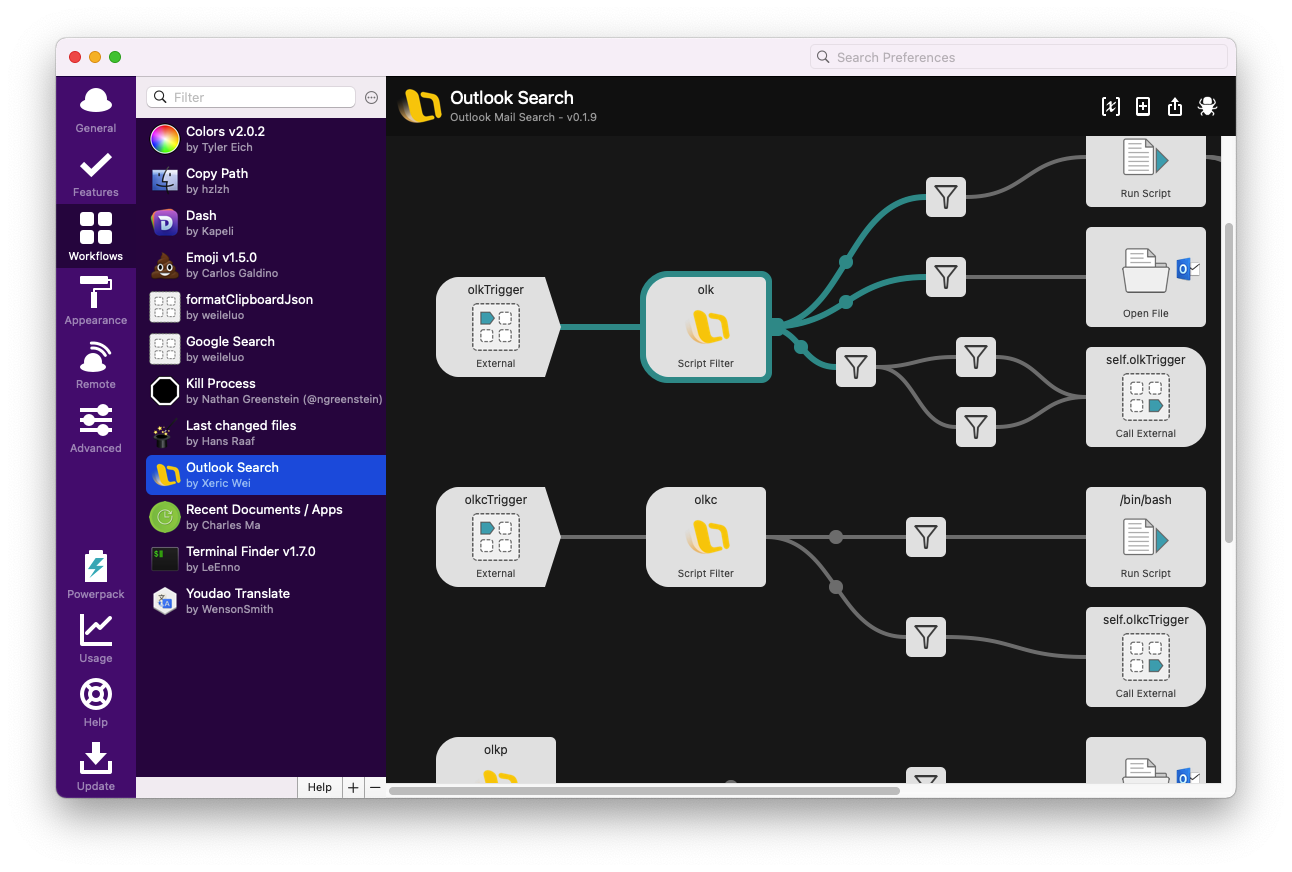 Search Preferences
General
Features
Workflows
Appearance
Remote
Advanced
Powerpack
Usage
Help
Update
Filter
Colors v2.0.2
by Tyler Eich
Copy Path
by hzlzh
Dash
by Kapeli
Emoji v1.5.0
by Carlos Galdino
formatClipboardJson
by weileluo
Google Search
by weileluo
Kill Process
by Nathan Greenstein (@ngreenstein)
Last changed files
by Hans Raaf
Outlook Search
by Xeric Wei
Recent Documents / Apps
by Charles Ma
$▮
Terminal Finder v1.7.0
by LeEnno
Youdao Translate
by WensonSmith
Help
+
−
Outlook Search
Outlook Mail Search - v0.1.9
Run Script
olkTrigger
External
olk
Script Filter
Open File
self.olkTrigger
Call External
olkcTrigger
External
olkc
Script Filter
/bin/bash
Run Script
self.olkcTrigger
Call External
olkp